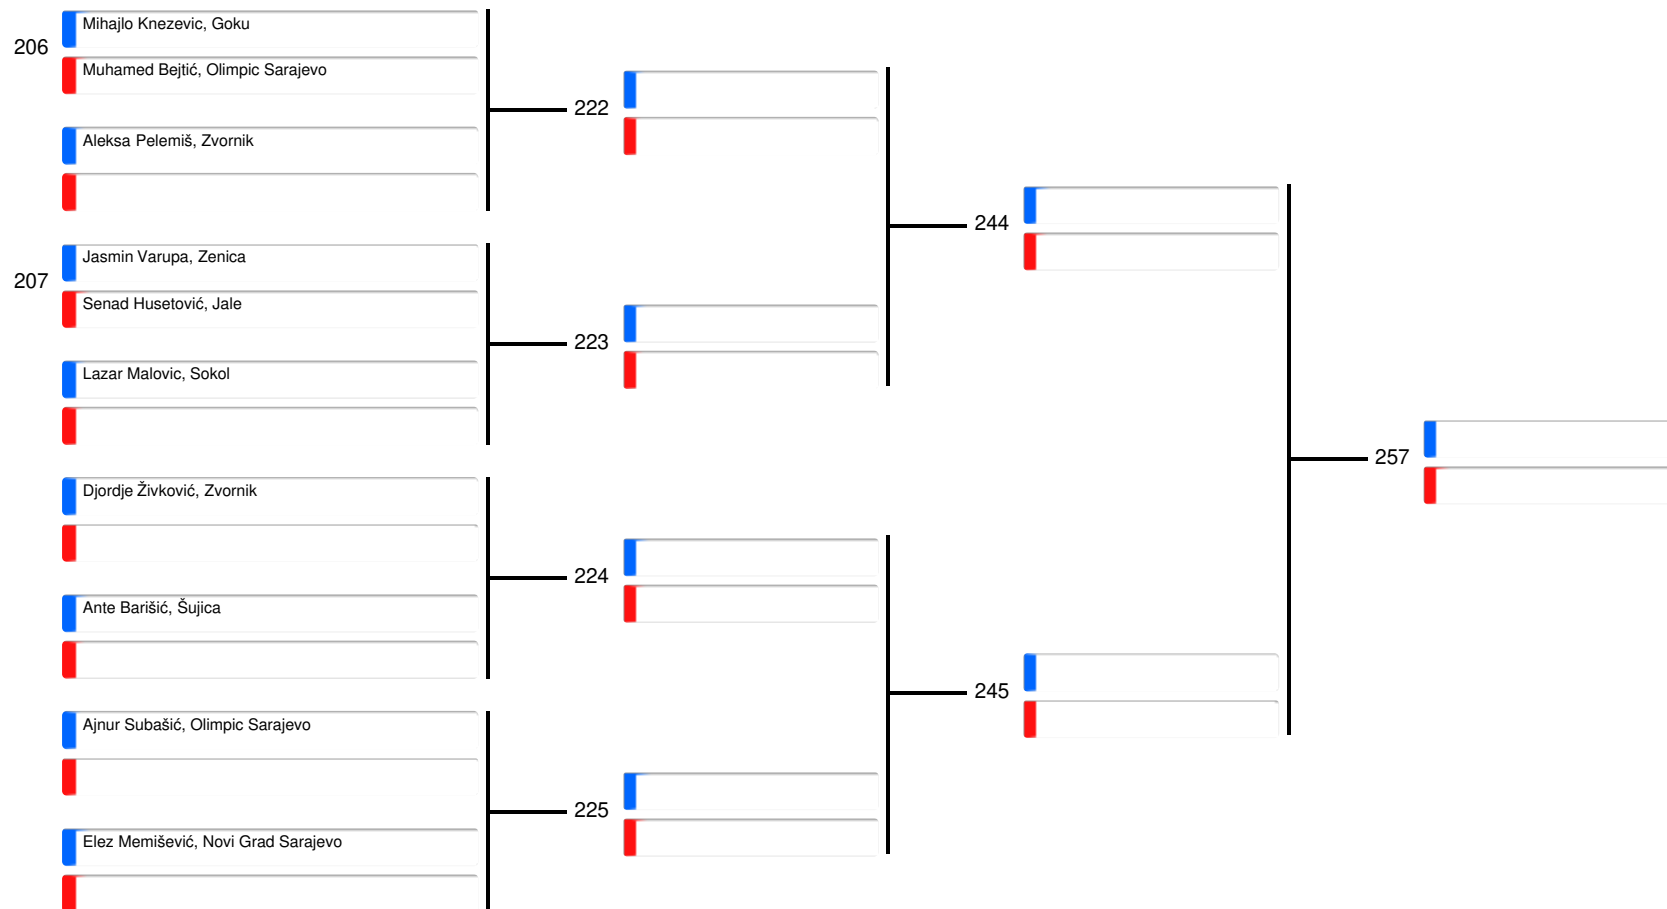 Mihajlo Knezevic, Goku
206
Muhamed Bejtić, Olimpic Sarajevo
222
Aleksa Pelemiš, Zvornik
244
Jasmin Varupa, Zenica
207
Senad Husetović, Jale
223
Lazar Malovic, Sokol
257
Djordje Živković, Zvornik
224
Ante Barišić, Šujica
245
Ajnur Subašić, Olimpic Sarajevo
225
Elez Memišević, Novi Grad Sarajevo